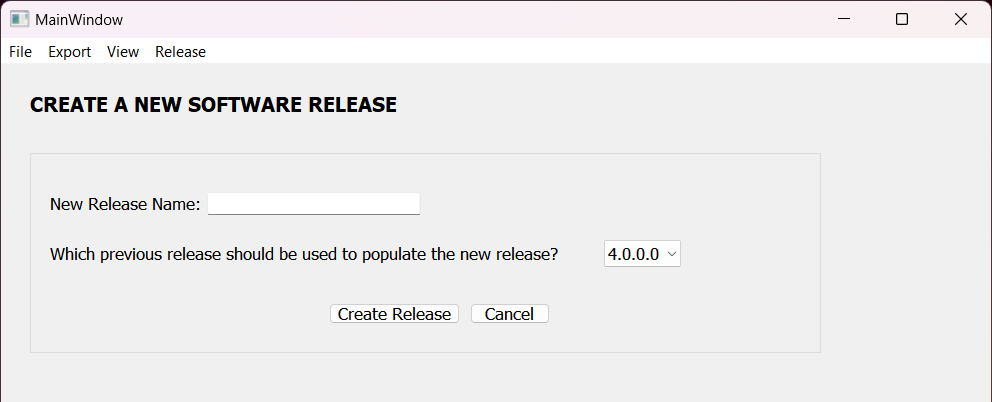 MainWindow
File Export View Release
CREATE A NEW SOFTWARE RELEASE
New Release Name:
Which previous release should be used to populate the new release? 4.0.0.0
Create Release Cancel